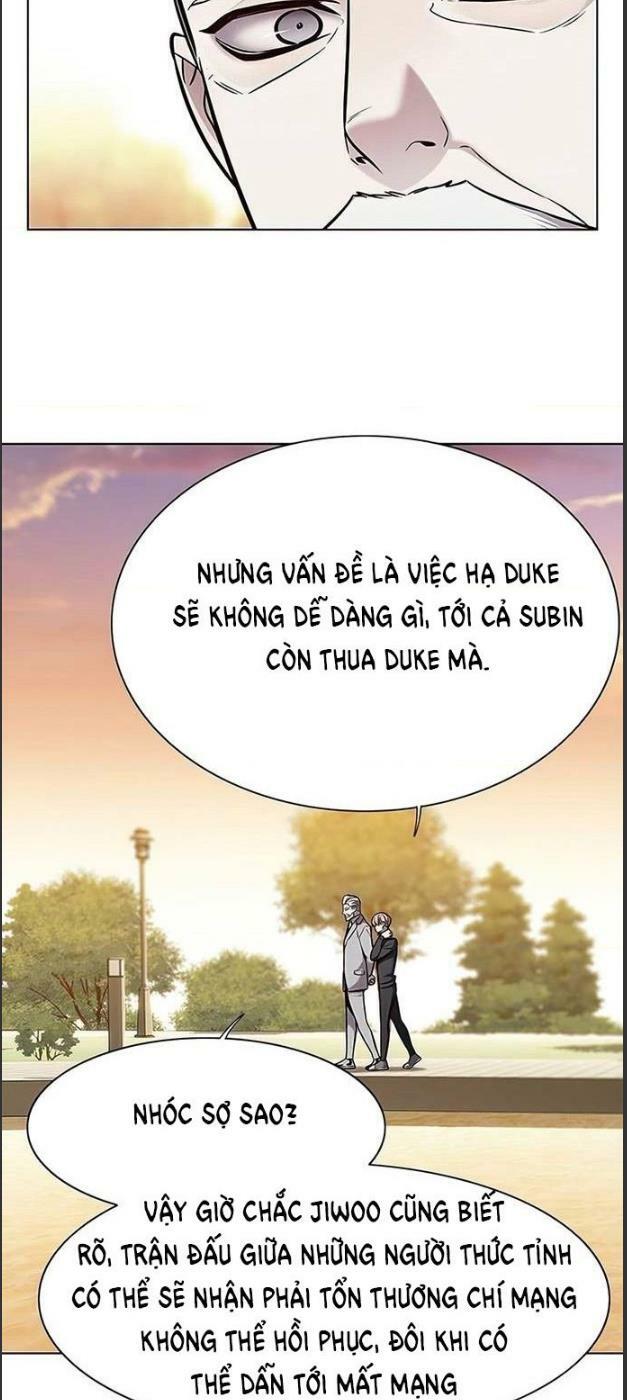 NHƯNG VẤN ĐỀ LÀ VIỆC HẠ DUKE
SẼ KHÔNG DỄ DÀNG GÌ, TỚI CẢ SUBIN
CÒN THUA DUKE MÀ.
NHÓC SỢ SAO?
VẬY GIỜ CHẮC JIWOO CŨNG BIẾT
RÕ, TRẬN ĐẤU GIỮA NHỮNG NGƯỜI THỨC TỈNH
CÓ THỂ SẼ NHẬN PHẢI TỔN THƯƠNG CHÍ MẠNG
KHÔNG THỂ HỒI PHỤC, ĐÔI KHI CÓ
THỂ DẪN TỚI MẤT MẠNG